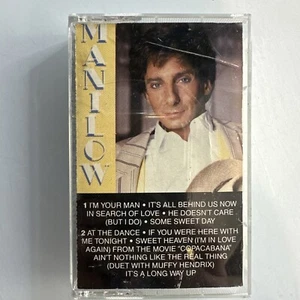 MANILOW
1 I'M YOUR MAN • IT'S ALL BEHIND US NOW
IN SEARCH OF LOVE • HE DOESN'T CARE
(BUT I DO) • SOME SWEET DAY
2 AT THE DANCE • IF YOU WERE HERE WITH
ME TONIGHT • SWEET HEAVEN (I'M IN LOVE
AGAIN) FROM THE MOVIE "COPACABANA"
AIN'T NOTHING LIKE THE REAL THING
(DUET WITH MUFFY HENDRIX)
IT'S A LONG WAY UP